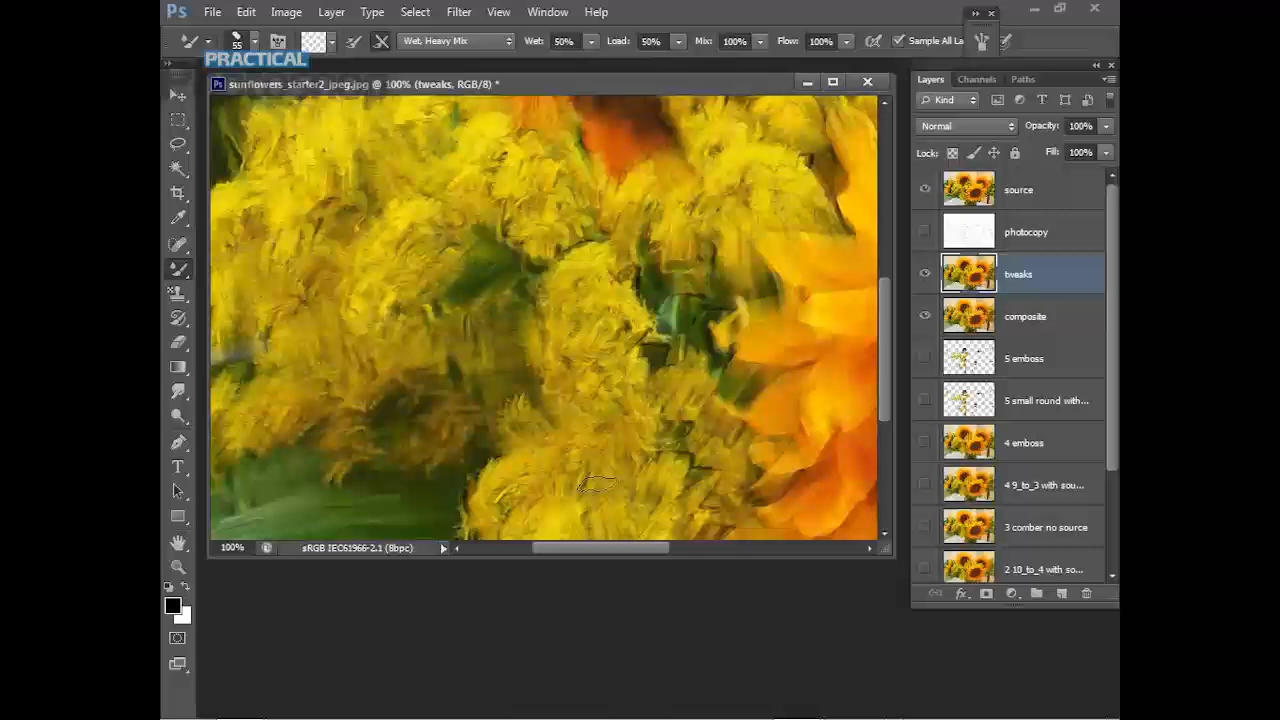 Ps File Edit Image Layer Type Select Filter View Window Help
55 Wet, Heavy Mix Wet: 50% Load: 50% Mix: 100% Flow: 100% Sample All La
PRACTICAL
sunflowers_starter2_jpeg.jpg @ 100% (tweaks, RGB/8) *
Layers Channels Paths
Kind
Normal Opacity: 100%
Lock: Fill: 100%
source
photocopy
tweaks
composite
5 emboss
5 small round with...
4 emboss
4 9_to_3 with sou...
3 comber no source
2 10_to_4 with so...
100% sRGB IEC61966-2.1 (8bpc)